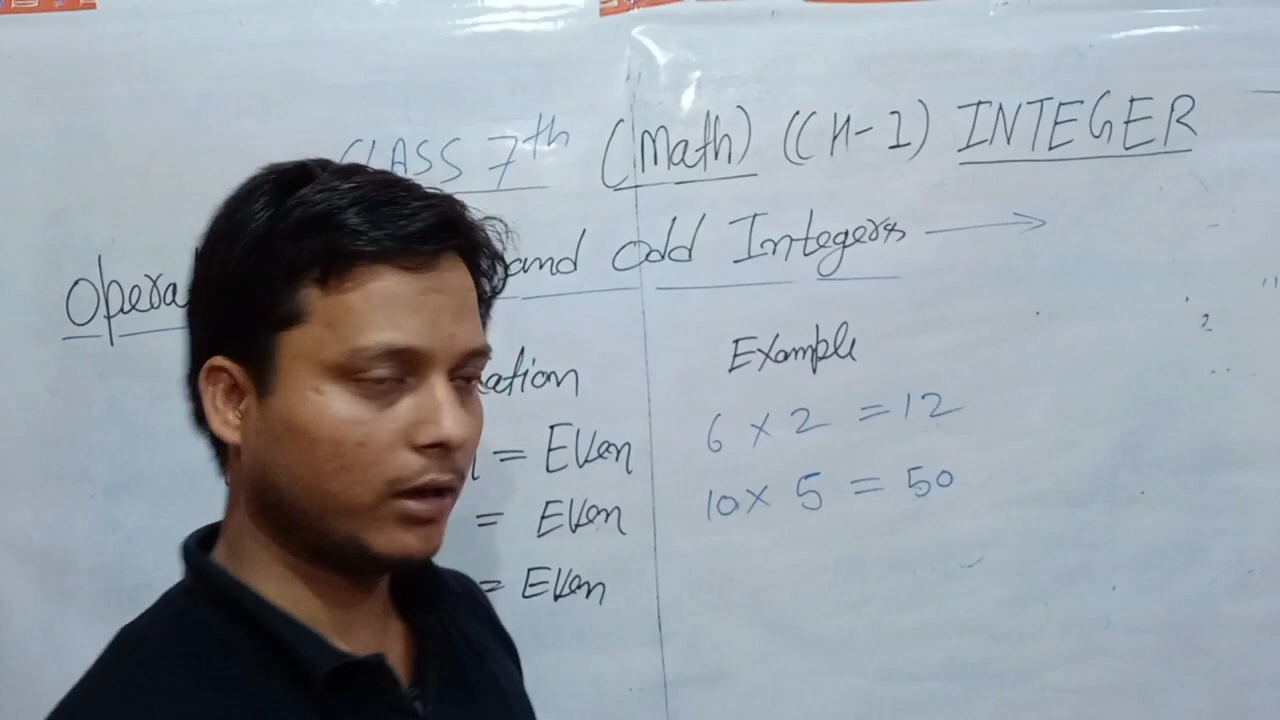 CLASS 7th (Math) (CH-1) INTEGER
Opera and Odd Integers →
ation Example
= Even 6 × 2 = 12
= Even 10 × 5 = 50
= Even